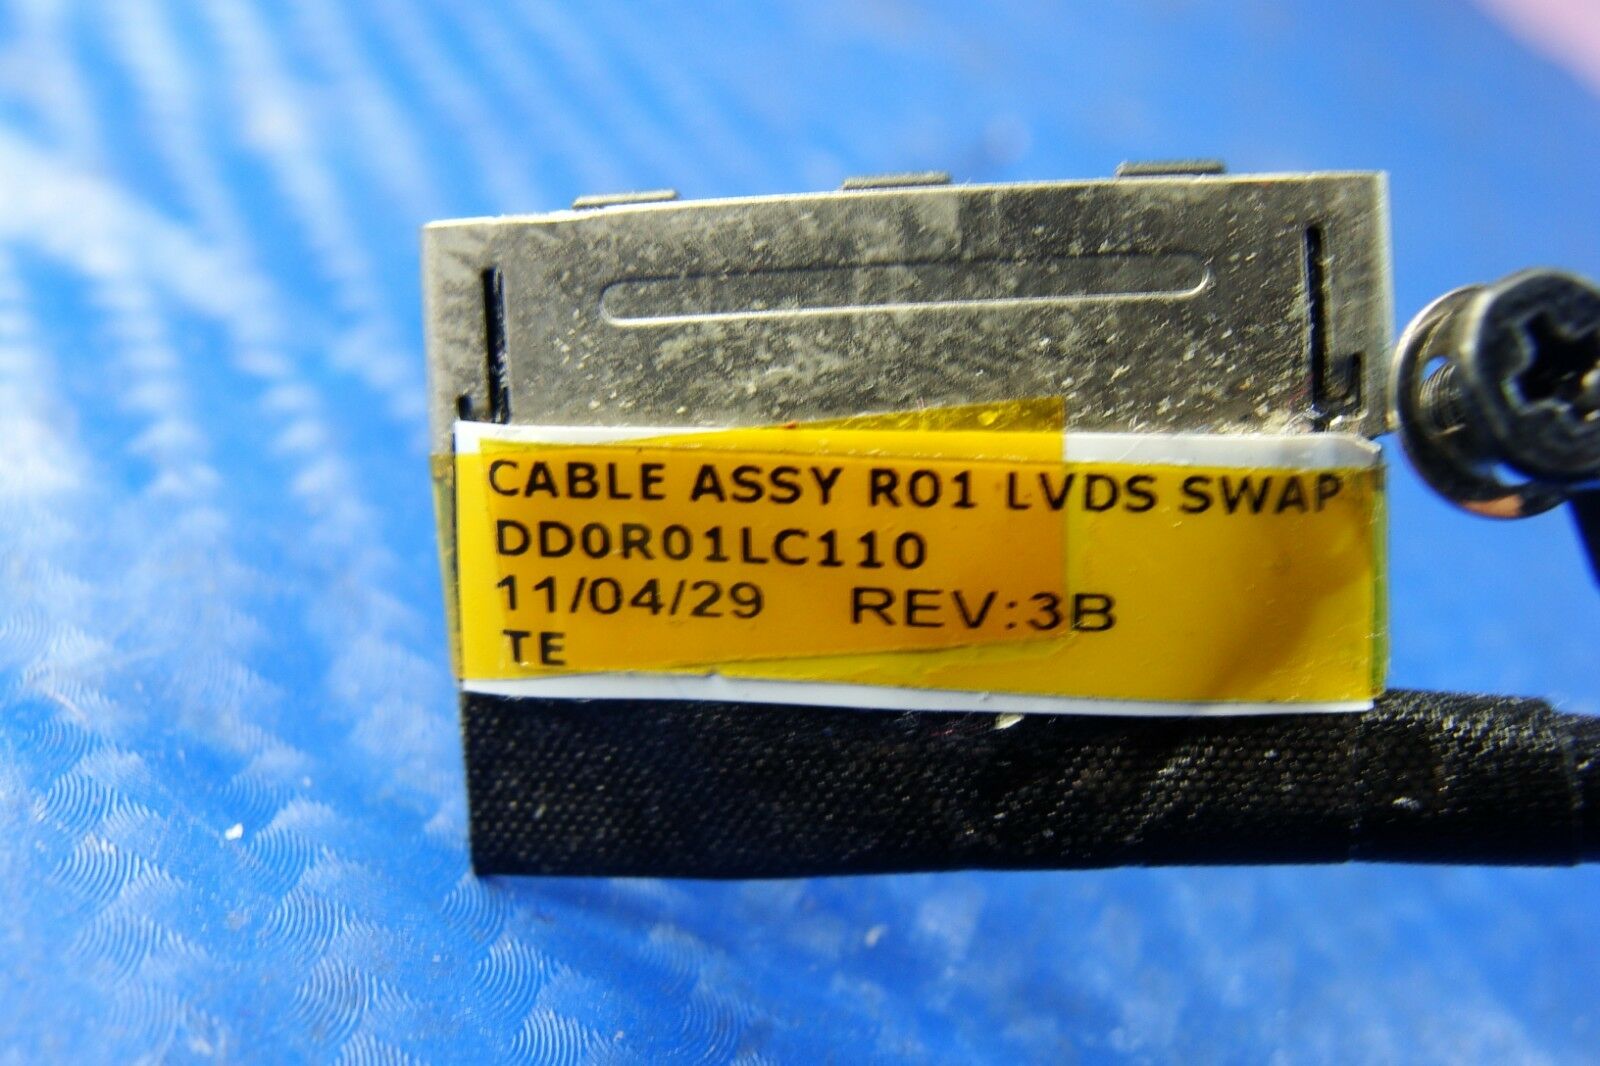 CABLE ASSY R01 LVDS SWAP
DD0R01LC110
11/04/29 REV:3B
TE